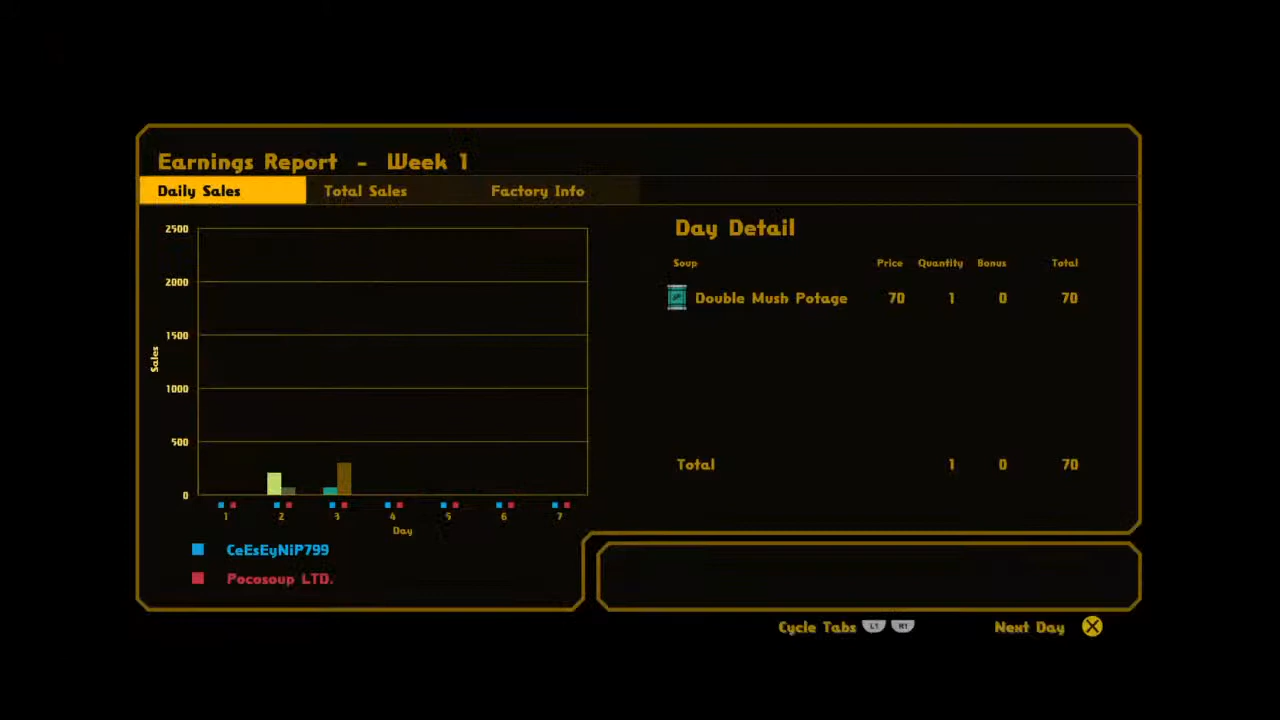 Earnings Report - Week 1
Daily Sales Total Sales Factory Info
2500
2000
1500
1000
500
0
Sales
1 2 3 4 5 6 7
Day
CeEsEyNiP799
Pocosoup LTD.
Day Detail
Soup Price Quantity Bonus Total
Double Mush Potage 70 1 0 70
Total 1 0 70
Cycle Tabs L1 R1 Next Day